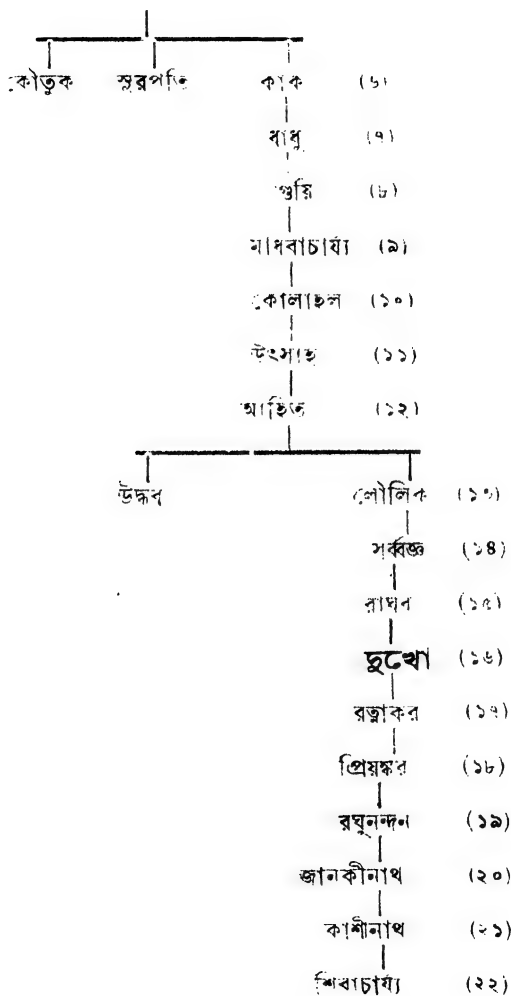 কৌতুক সুরপতি কাক (৬)
ধাধু (৭)
গুয়ি (৮)
মাধবাচার্য্য (৯)
কোলাহল (১০)
উৎসাহ (১১)
আহিত (১২)
উদ্ধব লৌলিক (১৩)
সর্ব্বজ্ঞ (১৪)
রাঘব (১৫)
দুখো (১৬)
রত্নাকর (১৭)
প্রিয়ঙ্কর (১৮)
রঘুনন্দন (১৯)
জানকীনাথ (২০)
কাশীনাথ (২১)
শিবাচার্য্য (২২)